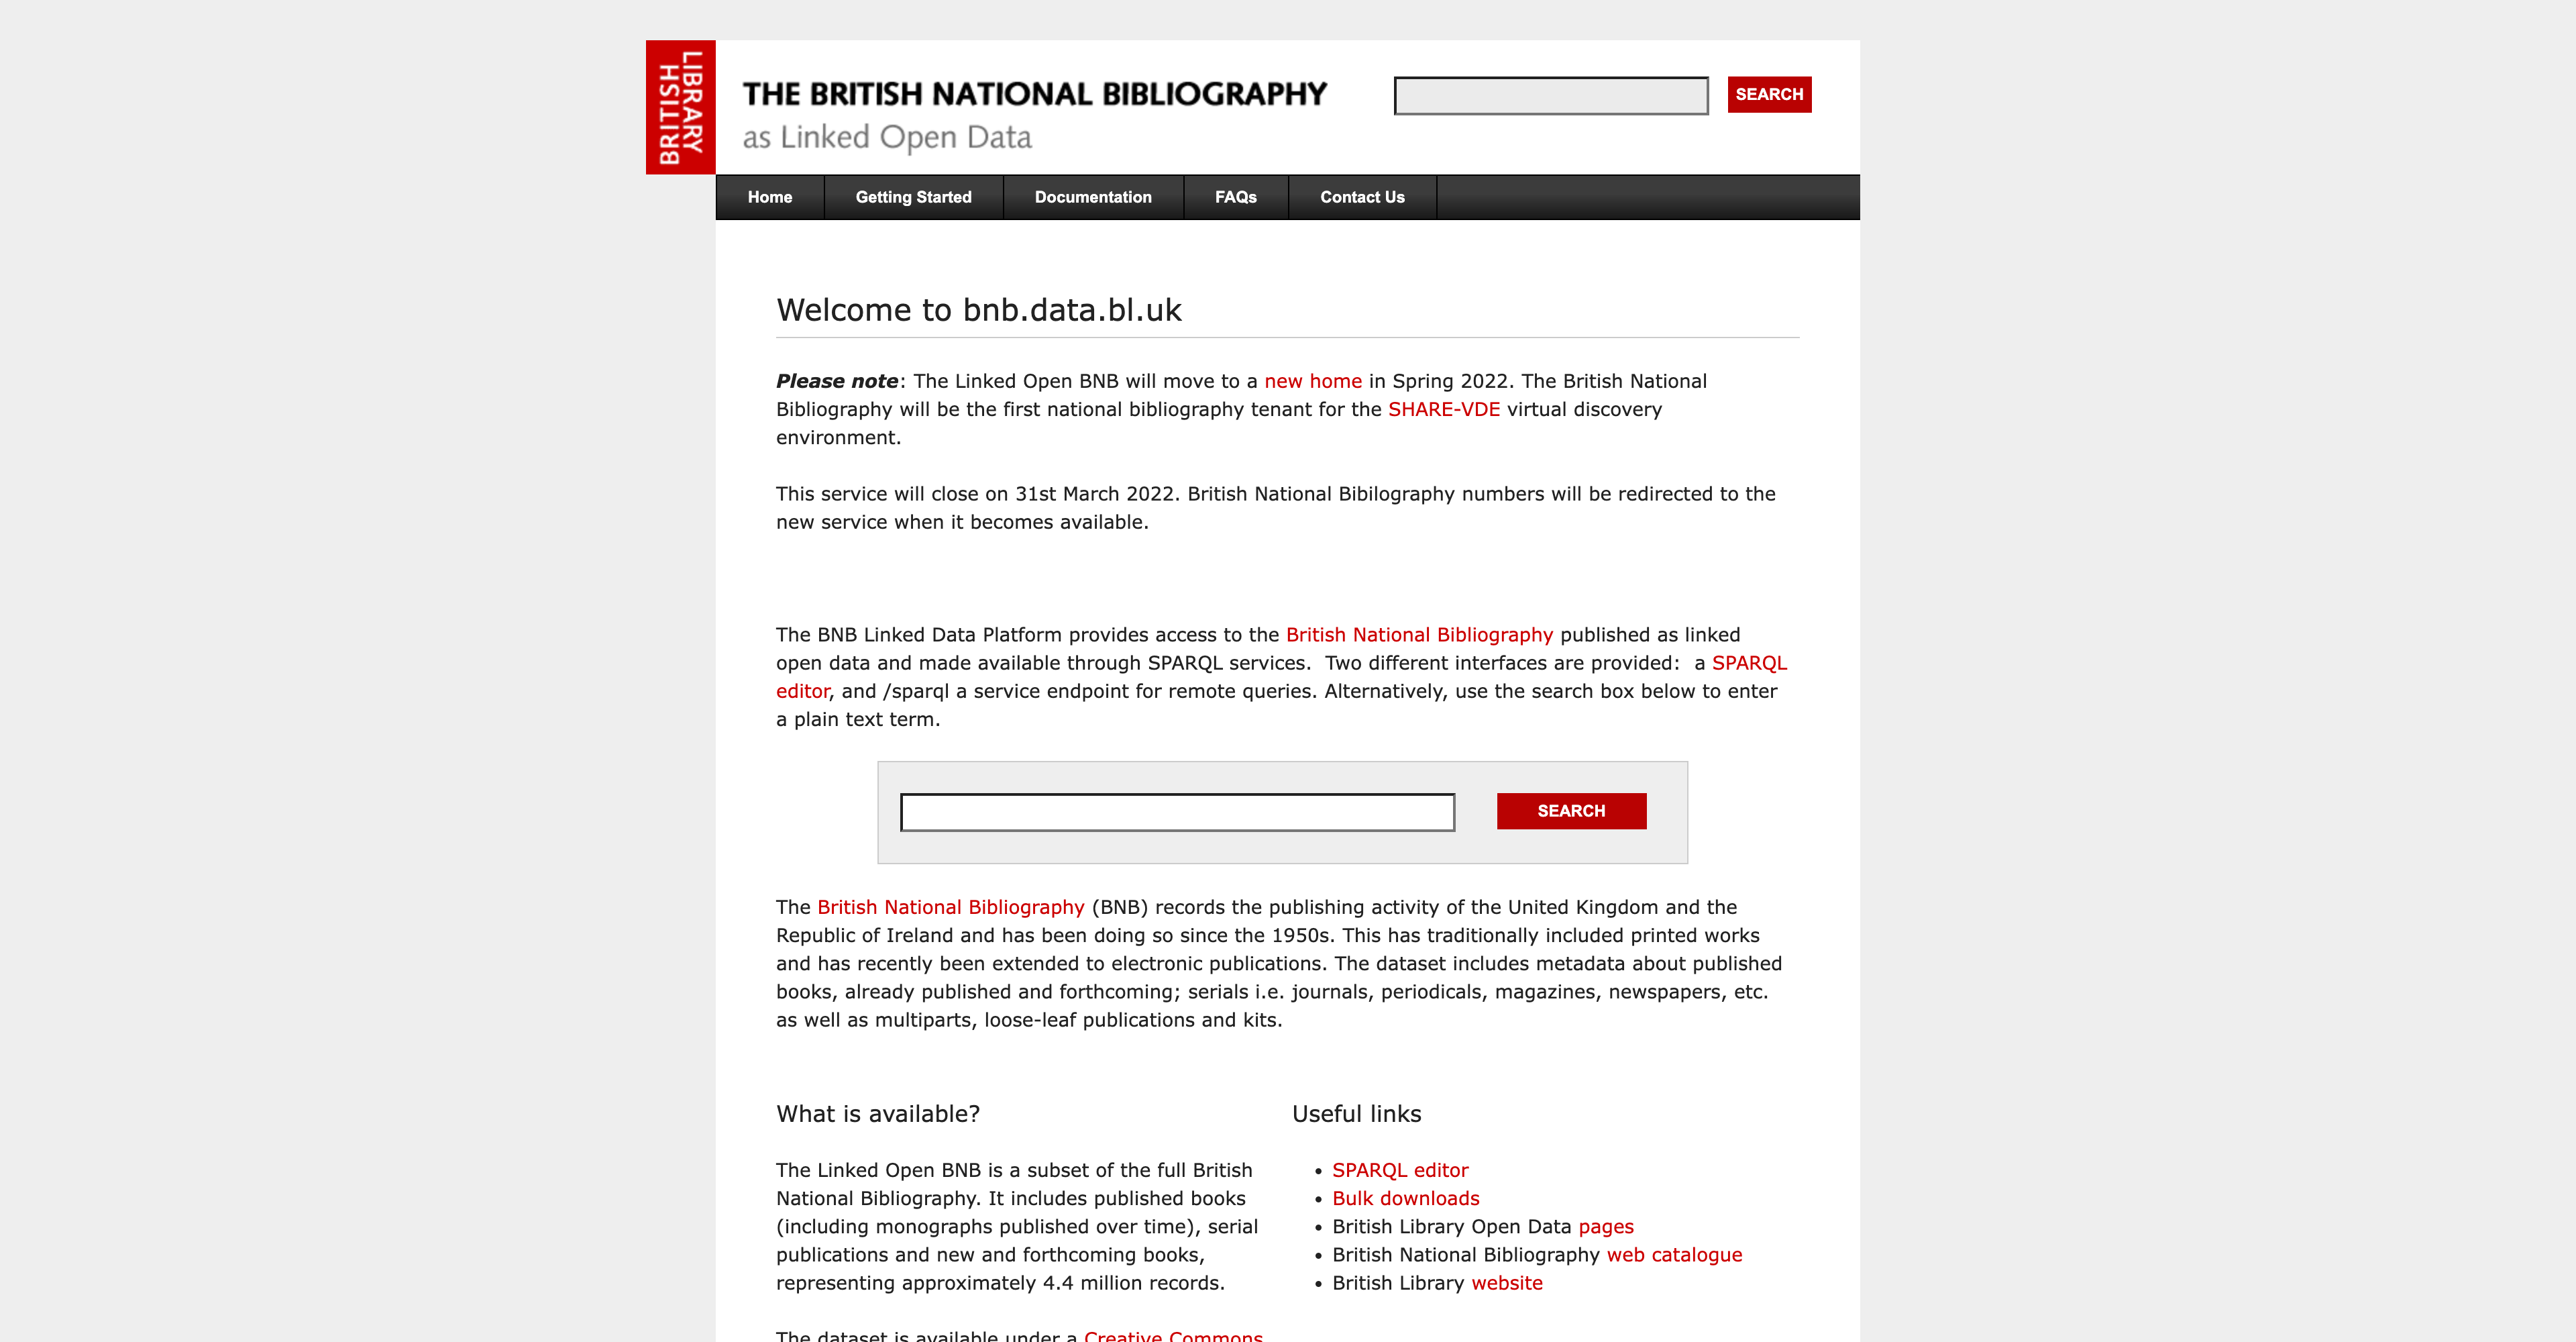 BRITISH
LIBRARY
THE BRITISH NATIONAL BIBLIOGRAPHY
as Linked Open Data
SEARCH
Home
Getting Started
Documentation
FAQs
Contact Us
Welcome to bnb.data.bl.uk
Please note: The Linked Open BNB will move to a new home in Spring 2022. The British National
Bibliography will be the first national bibliography tenant for the SHARE-VDE virtual discovery
environment.
This service will close on 31st March 2022. British National Bibilography numbers will be redirected to the
new service when it becomes available.
The BNB Linked Data Platform provides access to the British National Bibliography published as linked
open data and made available through SPARQL services.  Two different interfaces are provided:  a SPARQL
editor, and /sparql a service endpoint for remote queries. Alternatively, use the search box below to enter
a plain text term.
SEARCH
The British National Bibliography (BNB) records the publishing activity of the United Kingdom and the
Republic of Ireland and has been doing so since the 1950s. This has traditionally included printed works
and has recently been extended to electronic publications. The dataset includes metadata about published
books, already published and forthcoming; serials i.e. journals, periodicals, magazines, newspapers, etc.
as well as multiparts, loose-leaf publications and kits.
What is available?
The Linked Open BNB is a subset of the full British
National Bibliography. It includes published books
(including monographs published over time), serial
publications and new and forthcoming books,
representing approximately 4.4 million records.
The dataset is available under a Creative Commons
Useful links
• SPARQL editor
• Bulk downloads
• British Library Open Data pages
• British National Bibliography web catalogue
• British Library website